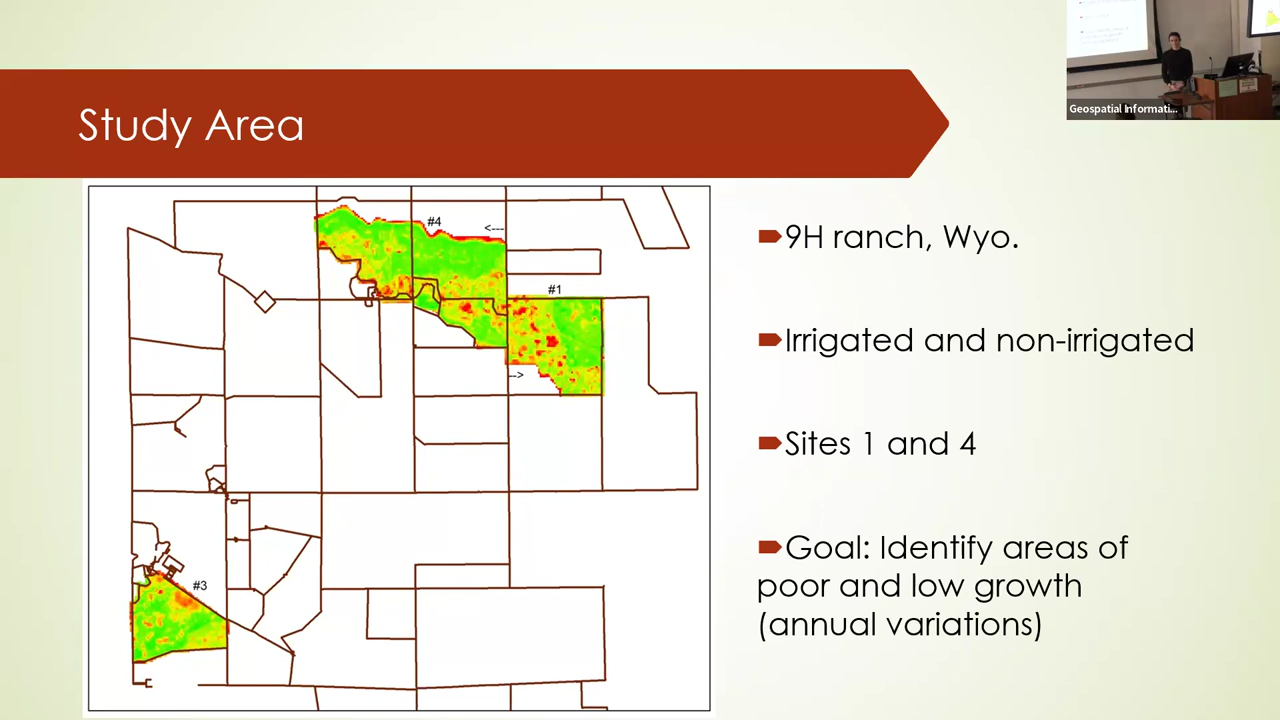 Geospatial Informati...
Study Area
#4
<---
#1
-->
#3
9H ranch, Wyo.
Irrigated and non-irrigated
Sites 1 and 4
Goal: Identify areas of
poor and low growth
(annual variations)